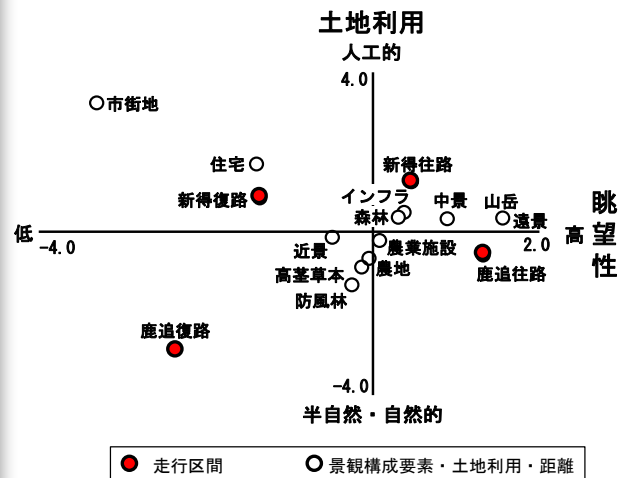 土地利用
人工的
4.0
市街地
住宅
新得往路
新得復路
インフラ
中景
山岳
森林
遠景
眺望性
低
-4.0
2.0
高
近景
農業施設
高茎草本
農地
鹿追往路
防風林
鹿追復路
-4.0
半自然・自然的
走行区間
景観構成要素・土地利用・距離